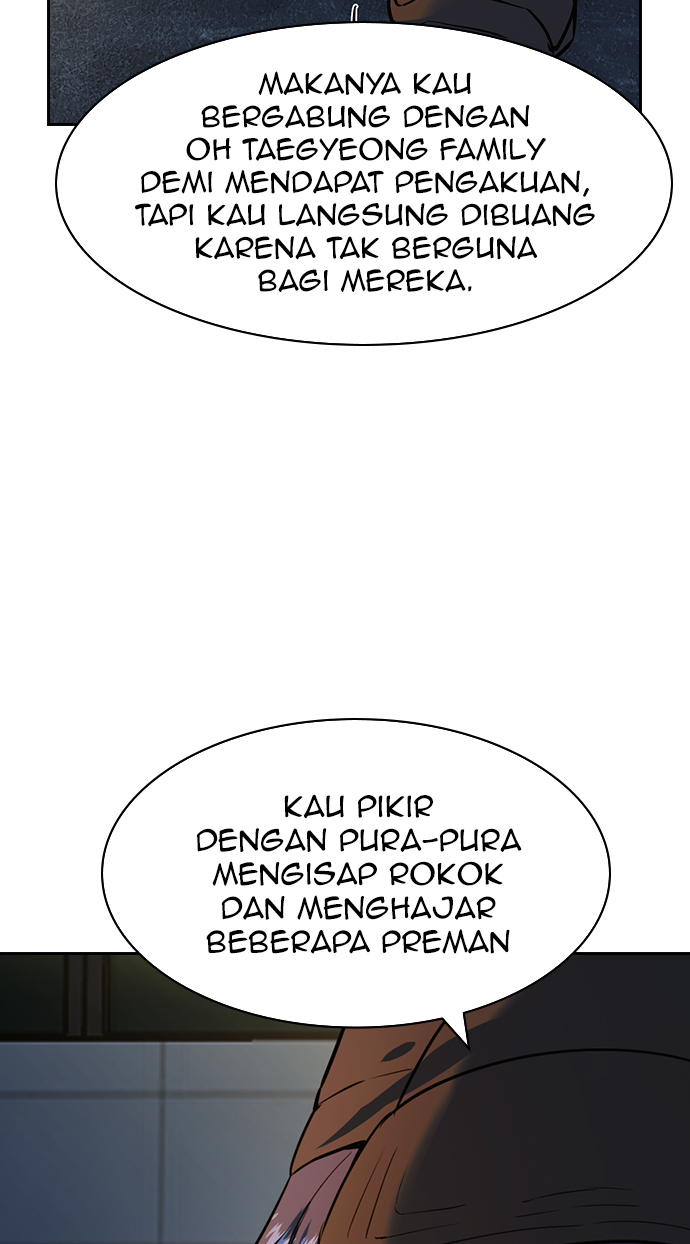 MAKANYA KAU
BERGABUNG DENGAN
OH TAEGYEONG FAMILY
DEMI MENDAPAT PENGAKUAN,
TAPI KAU LANGSUNG DIBUANG
KARENA TAK BERGUNA
BAGI MEREKA.
KAU PIKIR
DENGAN PURA-PURA
MENGISAP ROKOK
DAN MENGHAJAR
BEBERAPA PREMAN